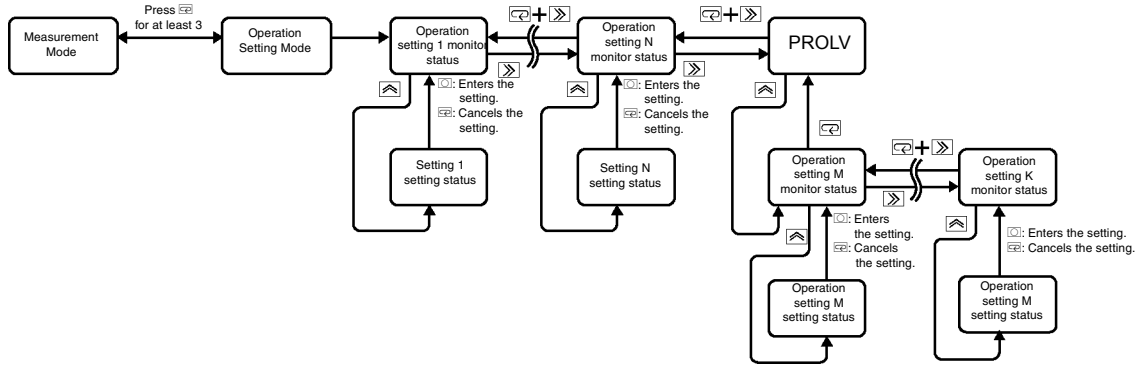 Press
for at least 3
Measurement
Mode
Operation
Setting Mode
Operation
setting 1 monitor
status
+
Operation
setting N
monitor status
+
PROLV
: Enters the
setting.
: Cancels the
setting.
: Enters the
setting.
: Cancels the
setting.
Setting 1
setting status
Setting N
setting status
Operation
setting M
monitor status
+
Operation
setting K
monitor status
: Enters
the setting.
: Cancels
the setting.
: Enters the setting.
: Cancels the setting.
Operation
setting M
setting status
Operation
setting M
setting status